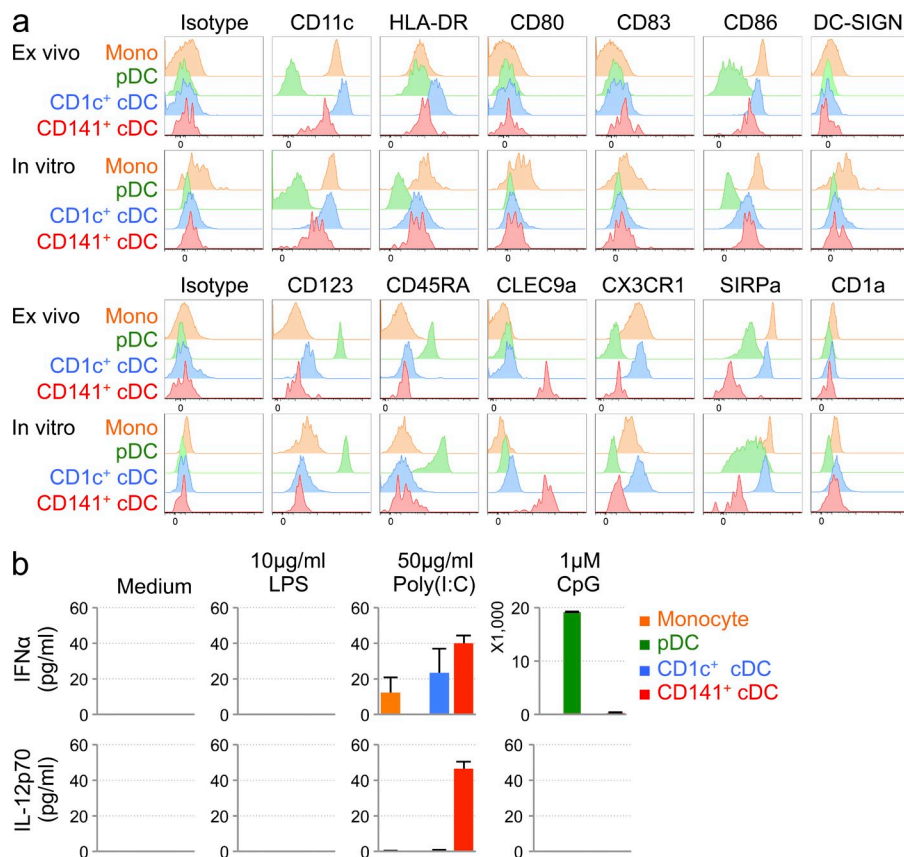 a
Isotype CD11c HLA-DR CD80 CD83 CD86 DC-SIGN
Ex vivo Mono
pDC
CD1c+ cDC
CD141+ cDC
0 0 0 0 0 0 0
In vitro Mono
pDC
CD1c+ cDC
CD141+ cDC
0 0 0 0 0 0 0
Isotype CD123 CD45RA CLEC9a CX3CR1 SIRPa CD1a
Ex vivo Mono
pDC
CD1c+ cDC
CD141+ cDC
0 0 0 0 0 0 0
In vitro Mono
pDC
CD1c+ cDC
CD141+ cDC
0 0 0 0 0 0 0
b
Medium
10µg/ml
LPS
50µg/ml
Poly(I:C)
1µM
CpG
IFNα
(pg/ml)
60 60 60 20
40 40 40
20 20 20 10
0 0 0 0
X1,000
Monocyte
pDC
CD1c+ cDC
CD141+ cDC
IL-12p70
(pg/ml)
60 60 60 60
40 40 40 40
20 20 20 20
0 0 0 0